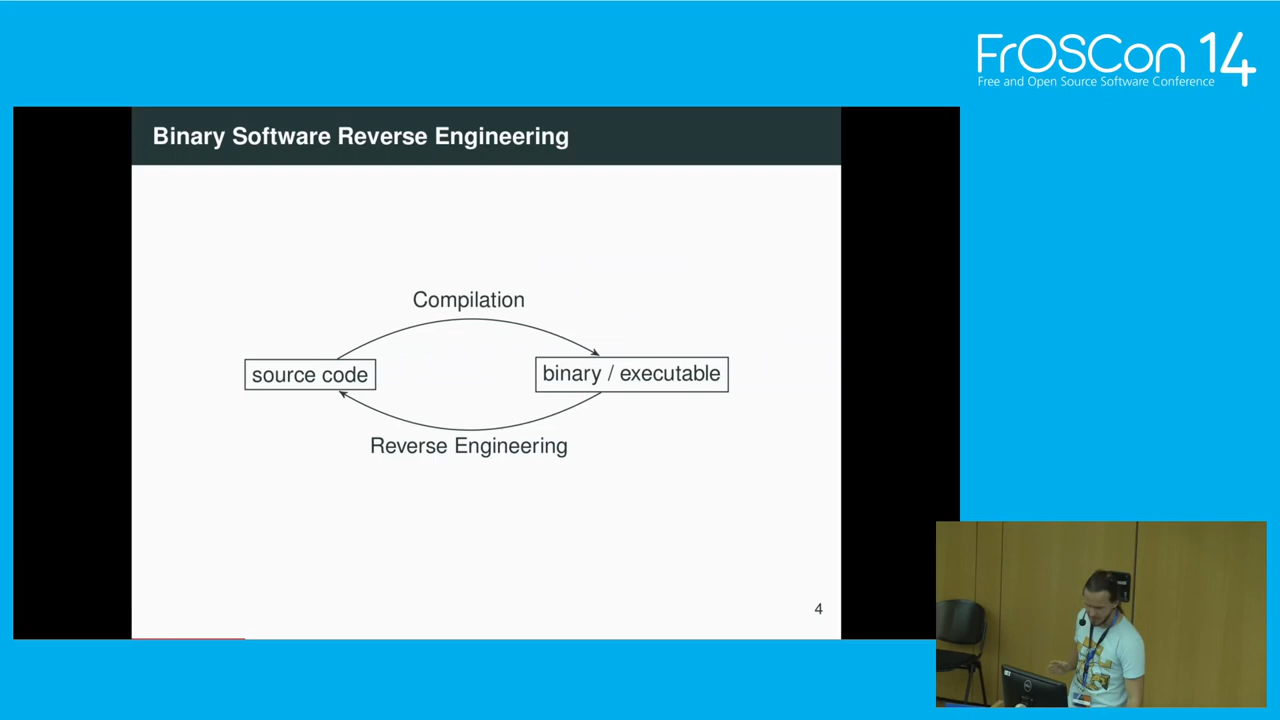 FrOSCon 14
Free and Open Source Software Conference
Binary Software Reverse Engineering
Compilation
source code
binary / executable
Reverse Engineering
4